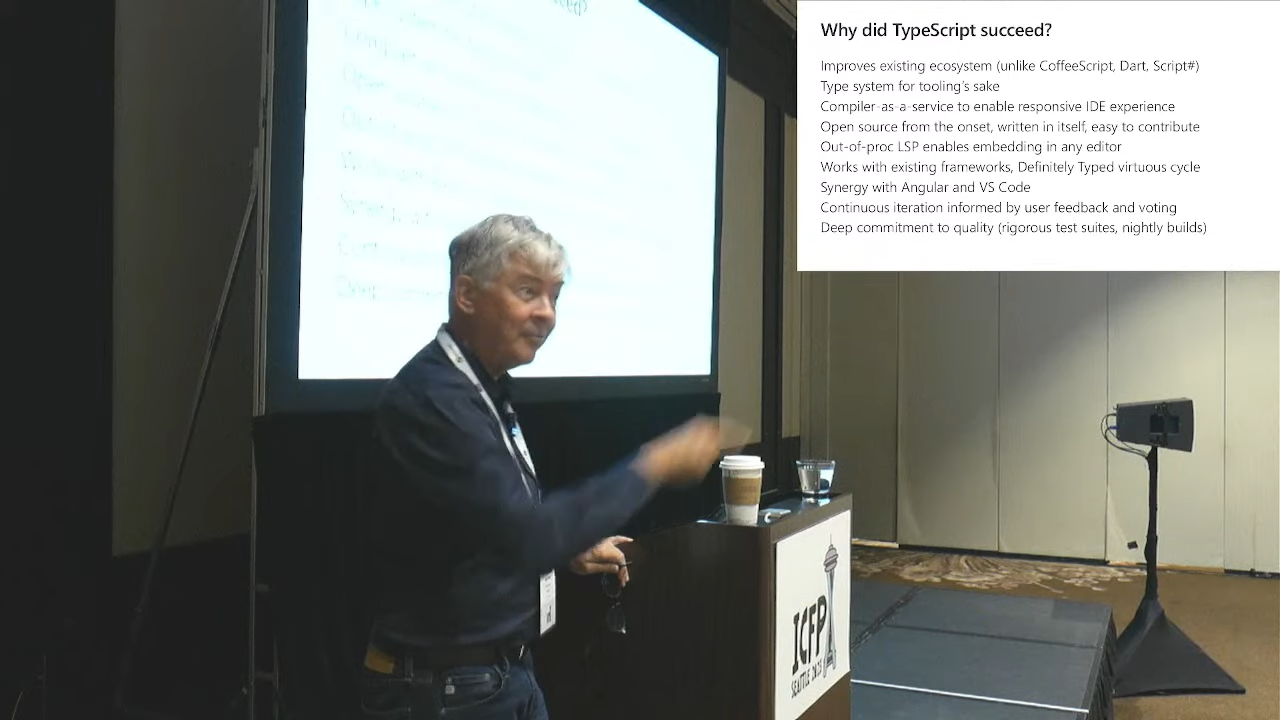 Why did TypeScript succeed?
Improves existing ecosystem (unlike CoffeeScript, Dart, Script#)
Type system for tooling's sake
Compiler-as-a-service to enable responsive IDE experience
Open source from the onset, written in itself, easy to contribute
Out-of-proc LSP enables embedding in any editor
Works with existing frameworks, Definitely Typed virtuous cycle
Synergy with Angular and VS Code
Continuous iteration informed by user feedback and voting
Deep commitment to quality (rigorous test suites, nightly builds)
ICFP
SEATTLE